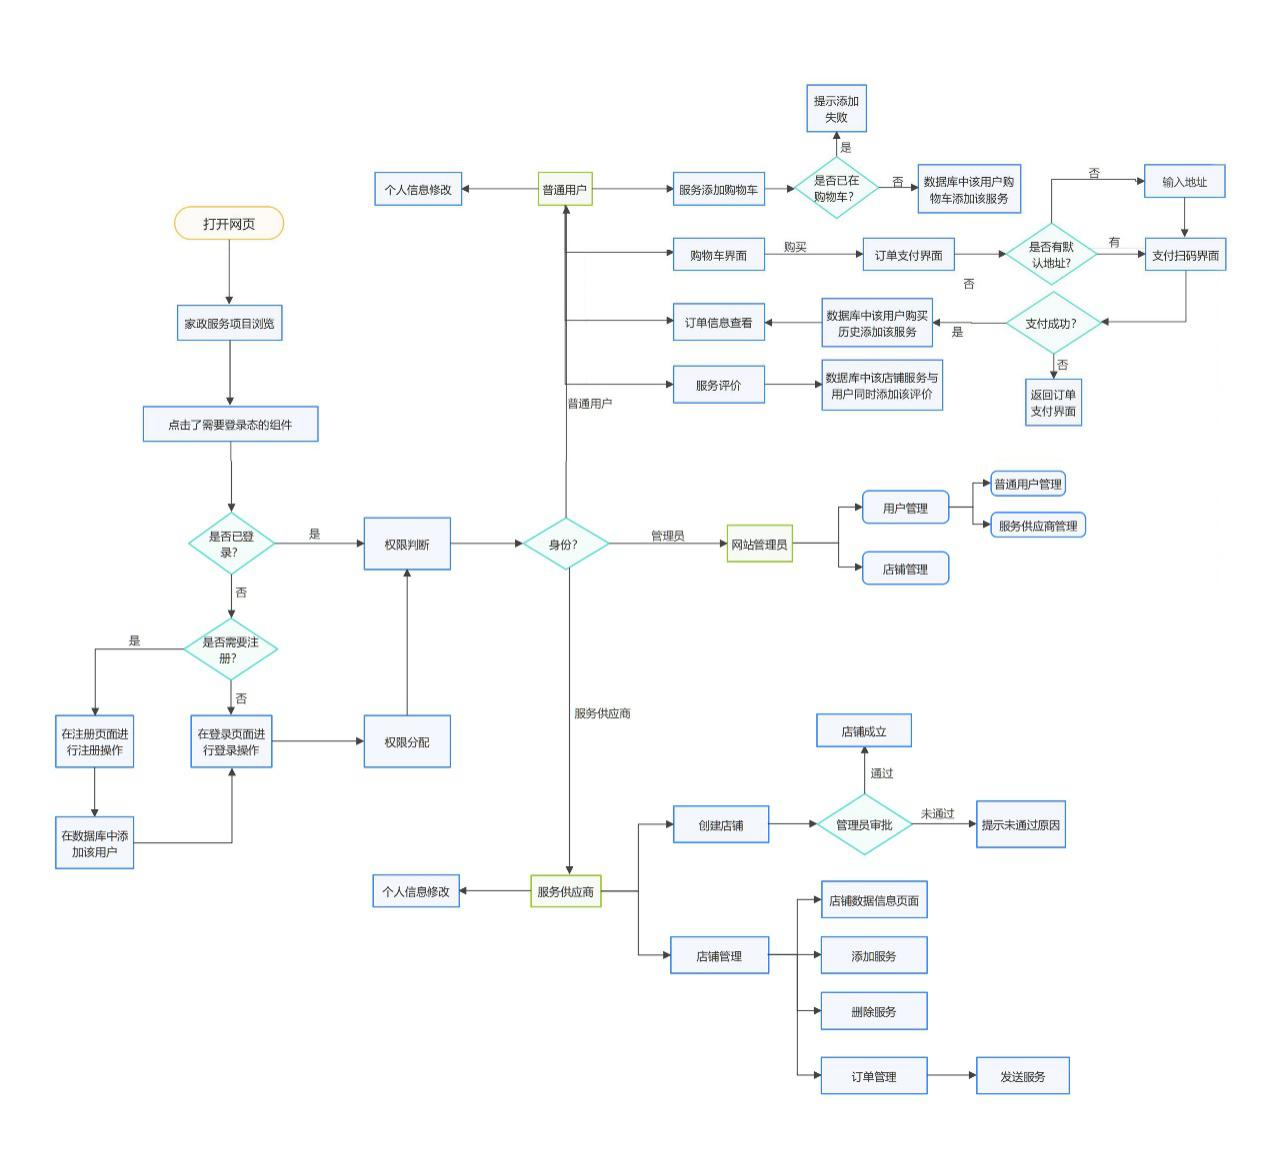 提示添加
失败
是
个人信息修改
普通用户
服务添加购物车
是否已在
购物车?
否
数据库中该用户购
物车添加该服务
否
输入地址
打开网页
购物车界面
购买
订单支付界面
是否有默
认地址?
有
支付扫码界面
否
家政服务项目浏览
订单信息查看
数据库中该用户购买
历史添加该服务
是
支付成功?
否
服务评价
数据库中该店铺服务与
用户同时添加该评价
返回订单
支付界面
普通用户
点击了需要登录态的组件
普通用户管理
用户管理
服务供应商管理
是否已登
录?
是
权限判断
身份?
管理员
网站管理员
店铺管理
否
是否需要注
册?
是
否
在注册页面进
行注册操作
在登录页面进
行登录操作
权限分配
服务供应商
店铺成立
通过
创建店铺
管理员审批
未通过
提示未通过原因
在数据库中添
加该用户
个人信息修改
服务供应商
店铺数据信息页面
店铺管理
添加服务
删除服务
订单管理
发送服务